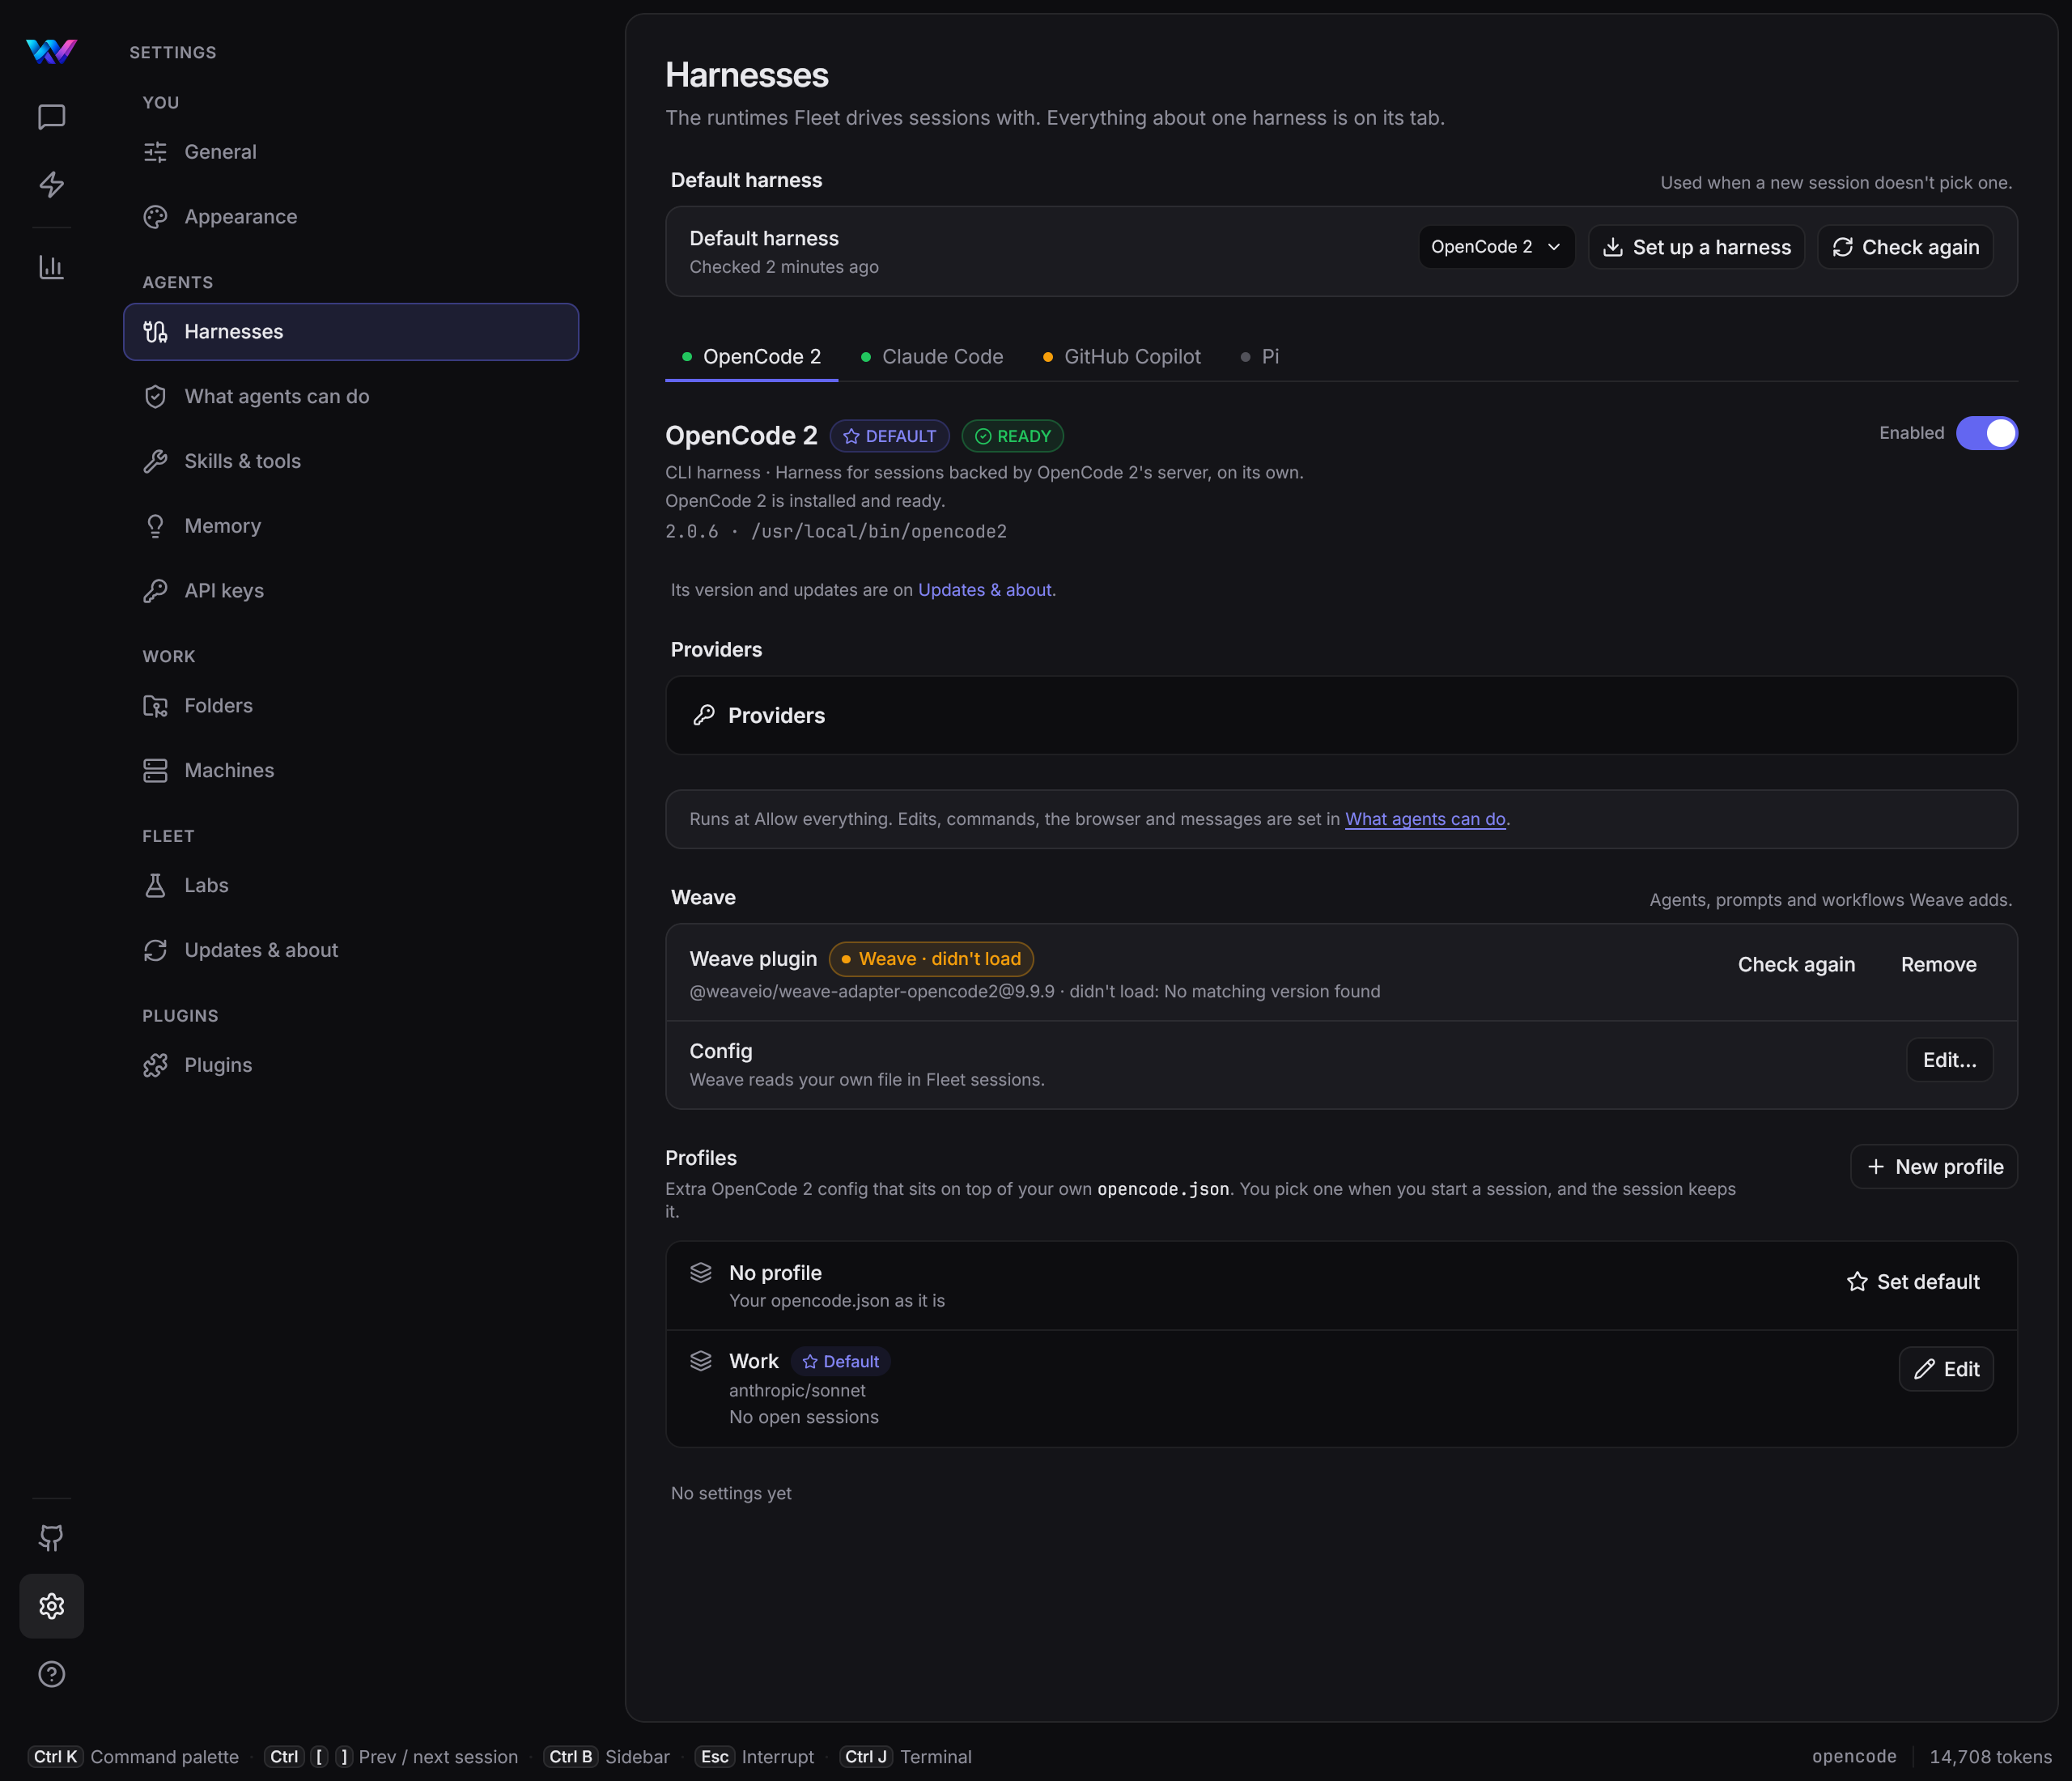 SETTINGS
YOU
General
Appearance
AGENTS
Harnesses
What agents can do
Skills & tools
Memory
API keys
WORK
Folders
Machines
FLEET
Labs
Updates & about
PLUGINS
Plugins
Harnesses
The runtimes Fleet drives sessions with. Everything about one harness is on its tab.
Default harness
Used when a new session doesn't pick one.
Default harness
Checked 2 minutes ago
OpenCode 2
Set up a harness
Check again
OpenCode 2
Claude Code
GitHub Copilot
Pi
OpenCode 2
DEFAULT
READY
Enabled
CLI harness · Harness for sessions backed by OpenCode 2's server, on its own.
OpenCode 2 is installed and ready.
2.0.6 · /usr/local/bin/opencode2
Its version and updates are on Updates & about.
Providers
Providers
Runs at Allow everything. Edits, commands, the browser and messages are set in What agents can do.
Weave
Agents, prompts and workflows Weave adds.
Weave plugin
Weave · didn't load
Check again
Remove
@weaveio/weave-adapter-opencode2@9.9.9 · didn't load: No matching version found
Config
Weave reads your own file in Fleet sessions.
Edit...
Profiles
New profile
Extra OpenCode 2 config that sits on top of your own opencode.json. You pick one when you start a session, and the session keeps
it.
No profile
Your opencode.json as it is
Set default
Work
Default
anthropic/sonnet
No open sessions
Edit
No settings yet
Ctrl K Command palette · Ctrl [ ] Prev / next session · Ctrl B Sidebar · Esc Interrupt · Ctrl J Terminal
opencode
14,708 tokens